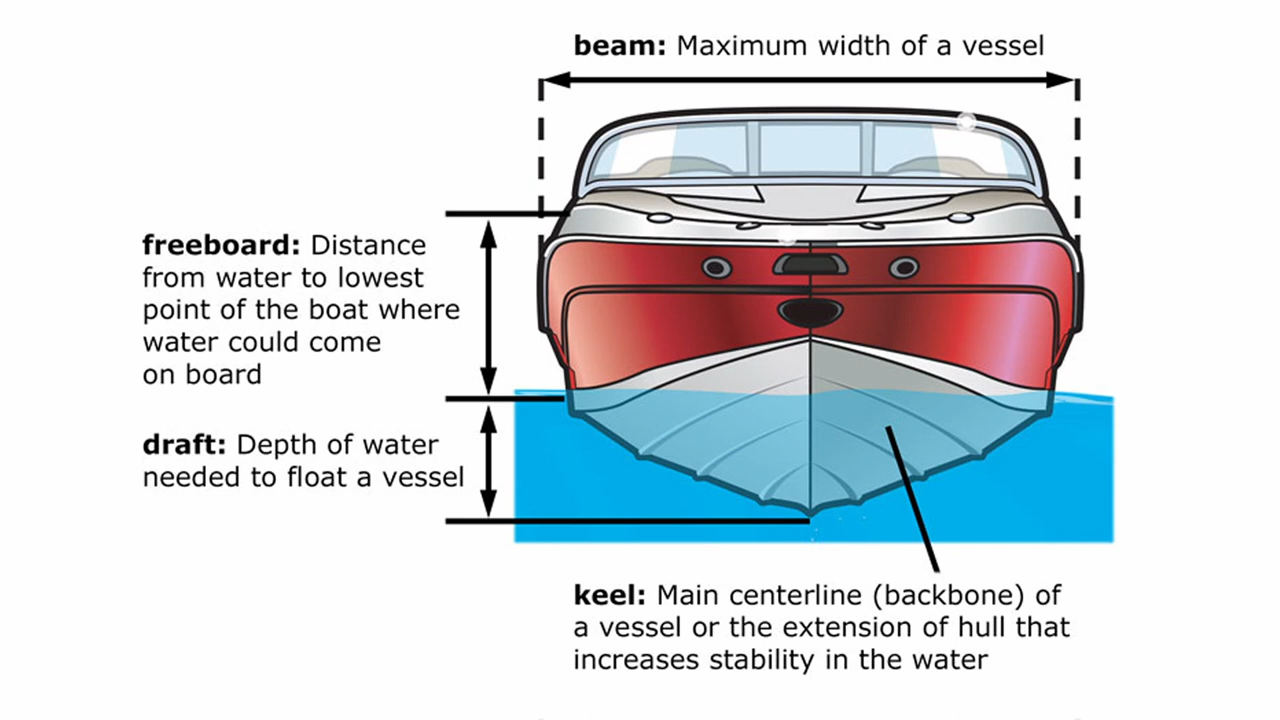 beam: Maximum width of a vessel
freeboard: Distance
from water to lowest
point of the boat where
water could come
on board
draft: Depth of water
needed to float a vessel
keel: Main centerline (backbone) of
a vessel or the extension of hull that
increases stability in the water